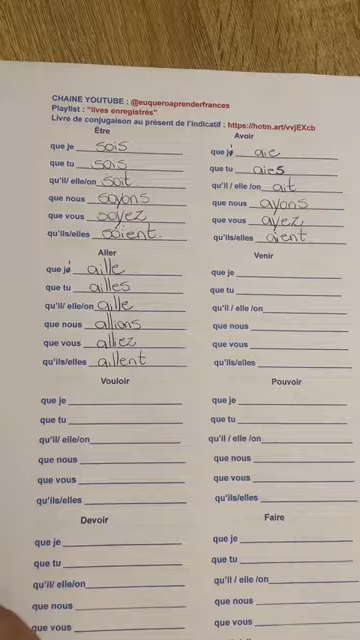 CHAINE YOUTUBE : @euqueroaprenderfrances
Playlist : "lives enregistrés"
Livre de conjugaison au présent de l'indicatif : https://hotm.art/vvjEXcb
Être
que je sois
que tu sois
qu'il/ elle/on soit
que nous soyons
que vous soyez
qu'ils/elles soient.
Avoir
que j' aie
que tu aies
qu'il / elle /on ait
que nous ayons
que vous ayez
qu'ils/elles aient
Aller
que j' aille
que tu ailles
qu'il/ elle/on aille
que nous allions
que vous alliez
qu'ils/elles aillent
Venir
que je
que tu
qu'il / elle /on
que nous
que vous
qu'ils/elles
Vouloir
que je
que tu
qu'il/ elle/on
que nous
que vous
qu'ils/elles
Pouvoir
que je
que tu
qu'il / elle /on
que nous
que vous
qu'ils/elles
Devoir
que je
que tu
qu'il/ elle/on
que nous
que vous
Faire
que je
que tu
qu'il / elle /on
que nous
que vous